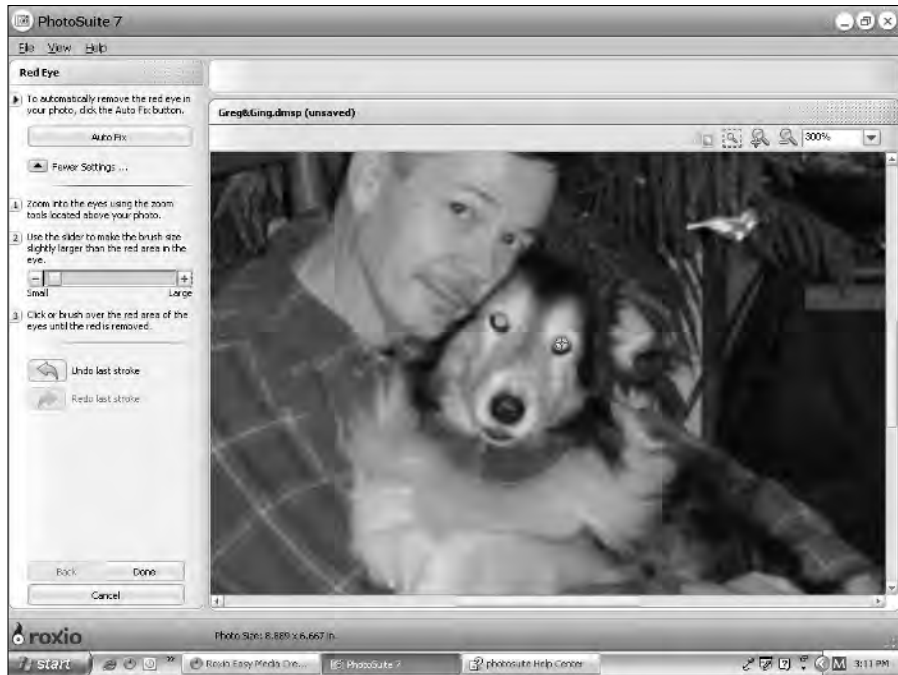 PhotoSuite 7
File View Help
Red Eye
To automatically remove the red eye in
your photo, click the Auto Fix button.
Auto Fix
Fewer Settings ...
1 Zoom into the eyes using the zoom
tools located above your photo.
2 Use the slider to make the brush size
slightly larger than the red area in the
eye.
Small Large
3 Click or brush over the red area of the
eyes until the red is removed.
Undo last stroke
Redo last stroke
Back Done
Cancel
Greg&Ging.dmsp (unsaved)
300%
roxio
Photo Size: 8.889 x 6.667 in.
start
Roxio Easy Media Cre...
PhotoSuite 7
photosuite Help Center
3:11 PM